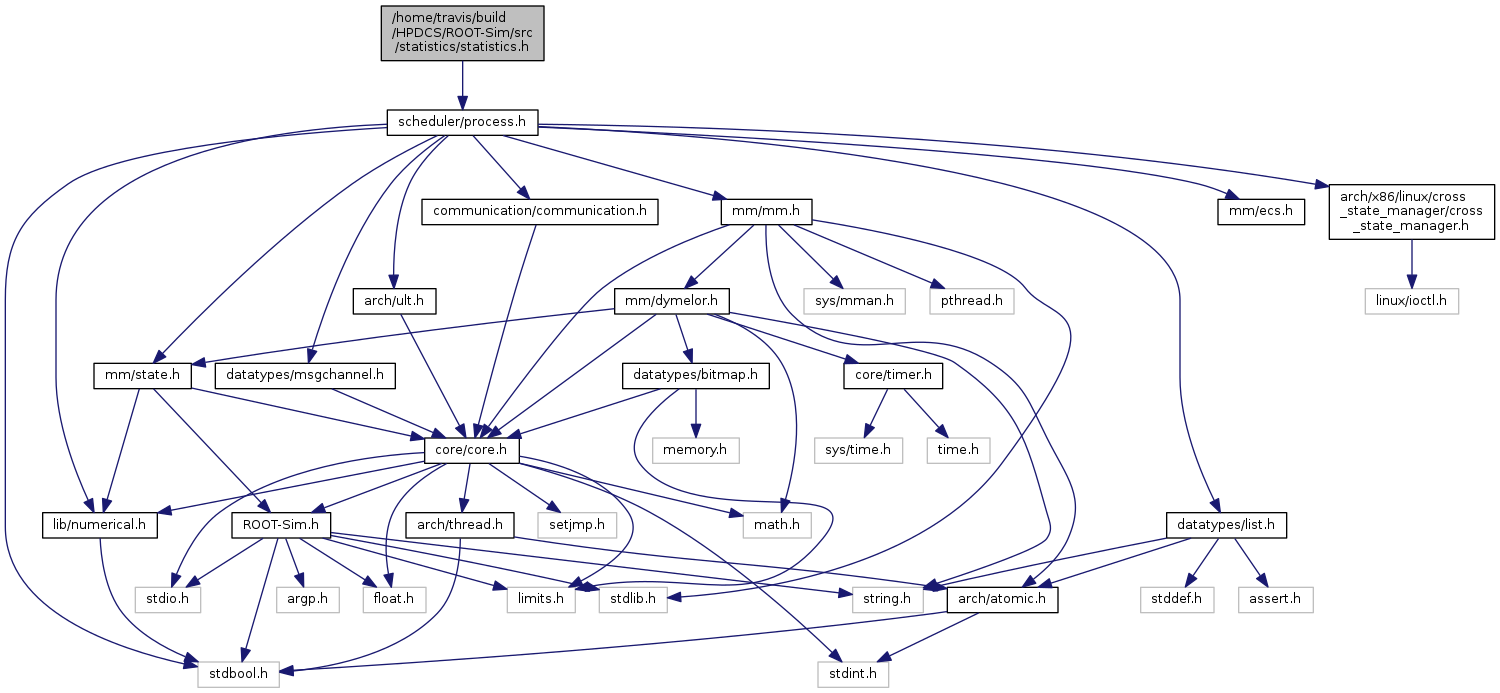 /home/travis/build
/HPDCS/ROOT-Sim/src
/statistics/statistics.h
scheduler/process.h
communication/communication.h
mm/mm.h
mm/ecs.h
arch/x86/linux/cross
_state_manager/cross
_state_manager.h
arch/ult.h
mm/dymelor.h
sys/mman.h
pthread.h
linux/ioctl.h
mm/state.h
datatypes/msgchannel.h
datatypes/bitmap.h
core/timer.h
core/core.h
memory.h
sys/time.h
time.h
lib/numerical.h
ROOT-Sim.h
arch/thread.h
setjmp.h
math.h
datatypes/list.h
stdio.h
argp.h
float.h
limits.h
stdlib.h
string.h
arch/atomic.h
stddef.h
assert.h
stdbool.h
stdint.h